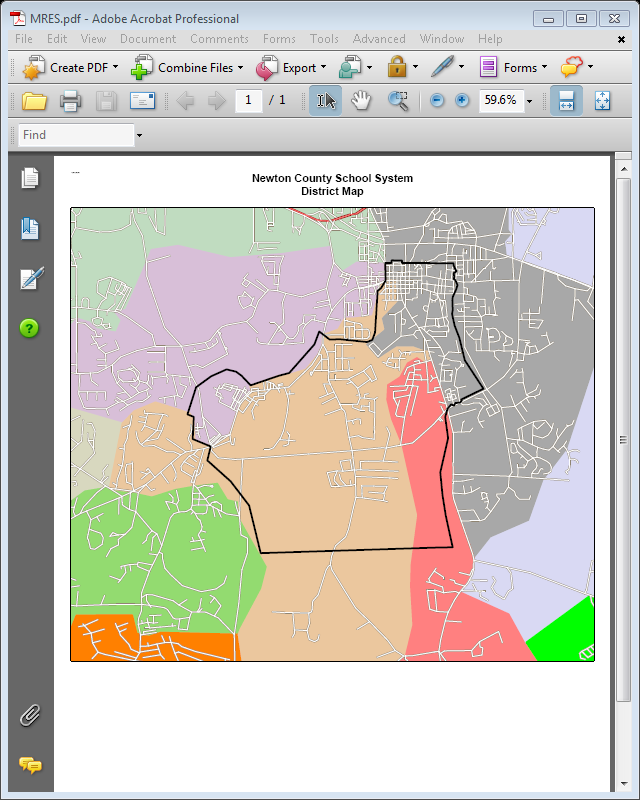 MRES.pdf - Adobe Acrobat Professional
File Edit View Document Comments Forms Tools Advanced Window Help
Create PDF Combine Files Export Forms
1 / 1 59.6%
Find
Newton County School System
District Map